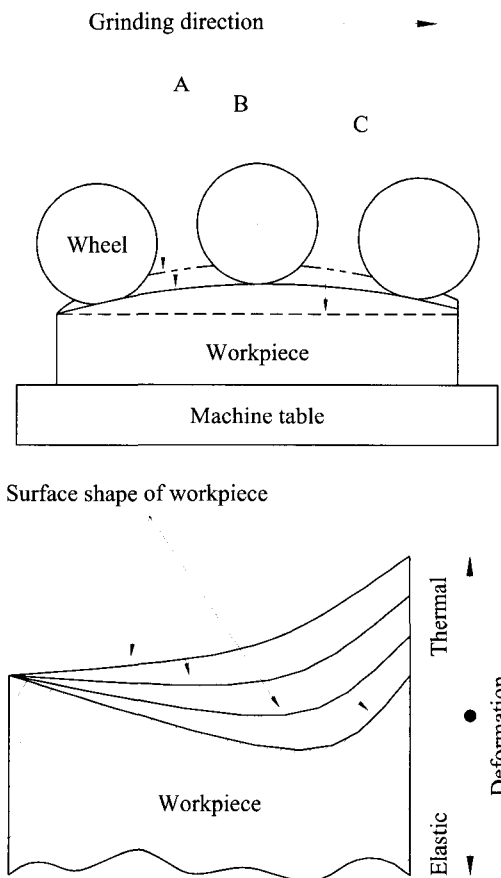 Grinding direction
A
B
C
Wheel
Workpiece
Machine table
Surface shape of workpiece
Thermal
Deformation
Elastic
Workpiece